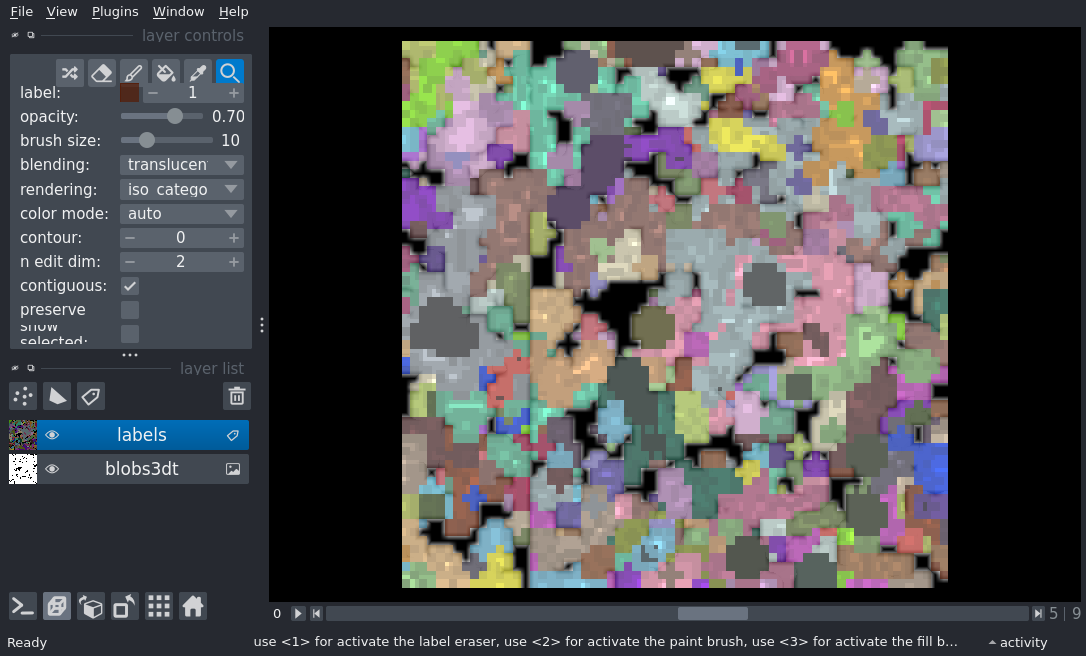 File View Plugins Window Help
layer controls
label: 1
opacity: 0.70
brush size: 10
blending: translucen
rendering: iso_catego
color mode: auto
contour: 0
n edit dim: 2
contiguous:
preserve
show
selected:
layer list
labels
blobs3dt
0 5 | 9
Ready use <1> for activate the label eraser, use <2> for activate the paint brush, use <3> for activate the fill b... activity